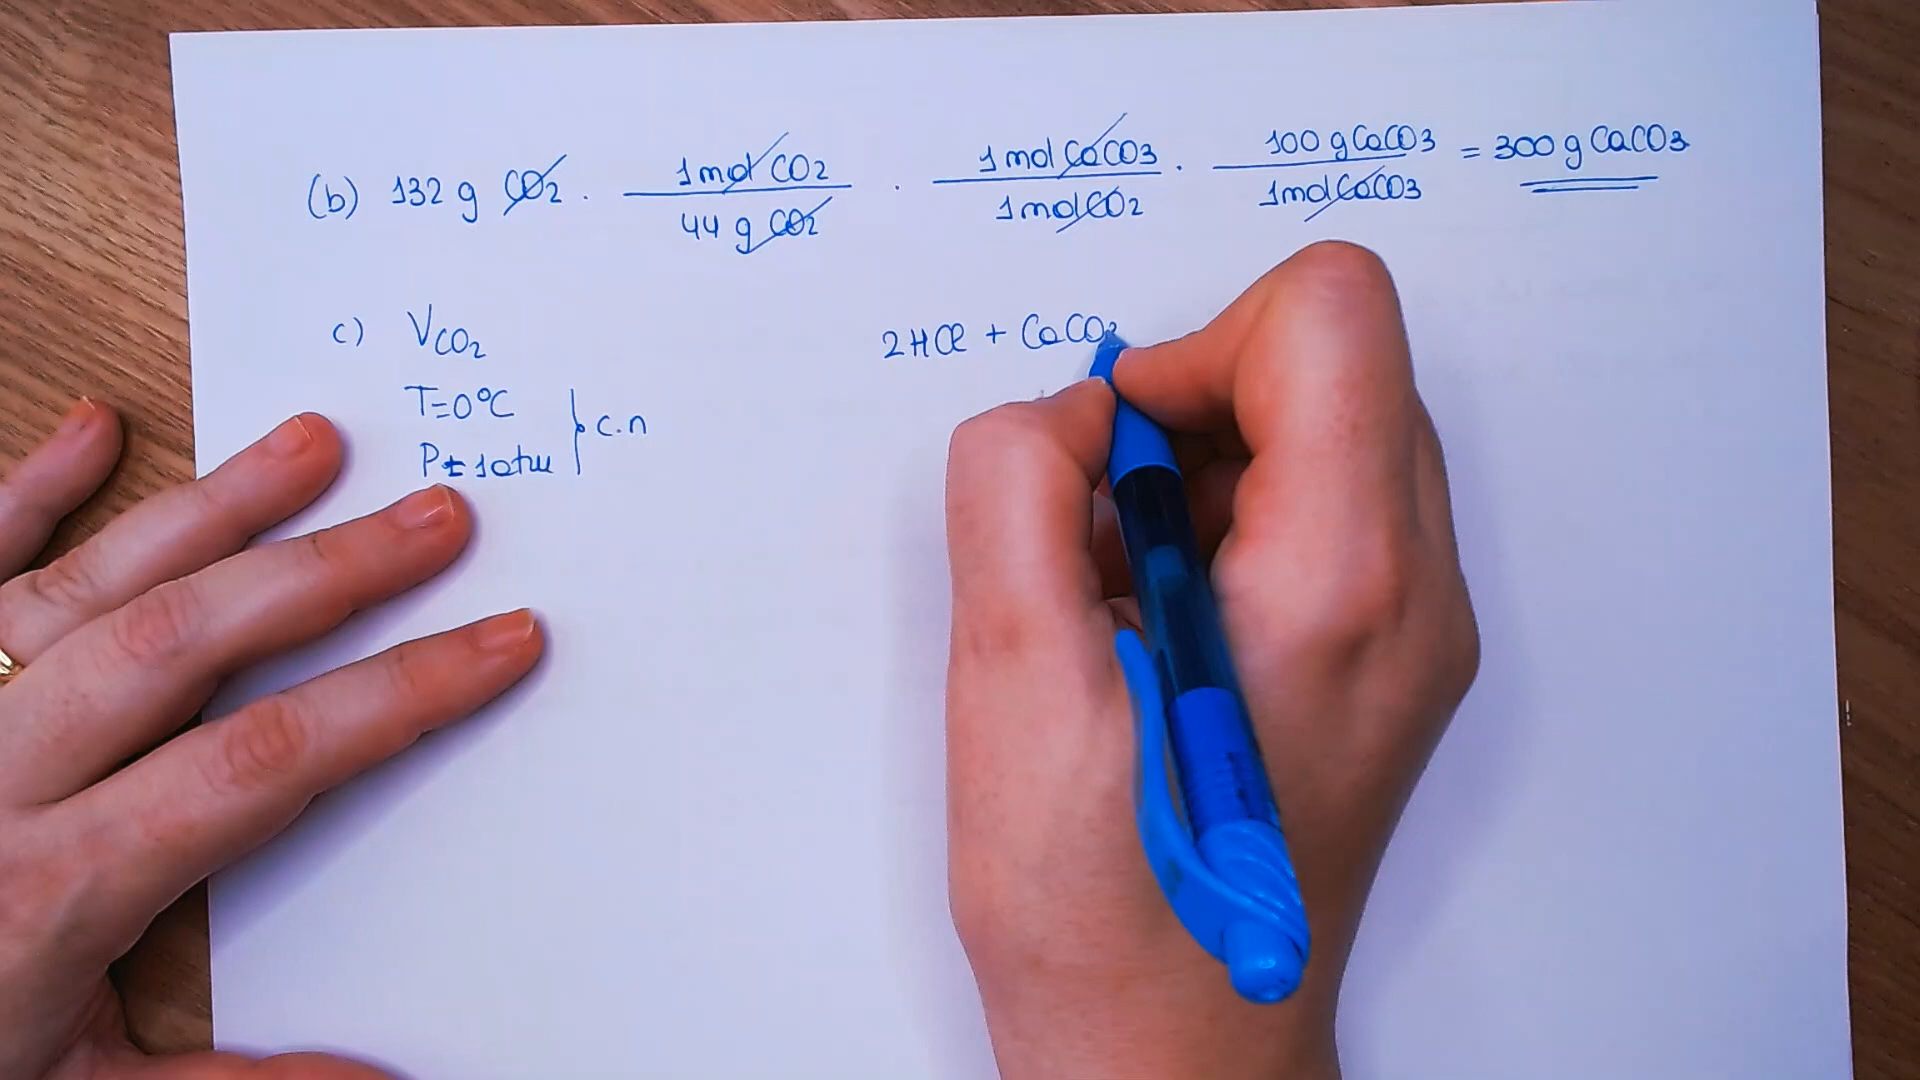 (b) 132 g CO2 · 1 mol CO2 / 44 g CO2 · 1 mol CaCO3 / 1 mol CO2 · 100 g CaCO3 / 1 mol CaCO3 = 300 g CaCO3
c) VCO2
2HCl + CaCO3
T=0ºC
P=1atm
c.n